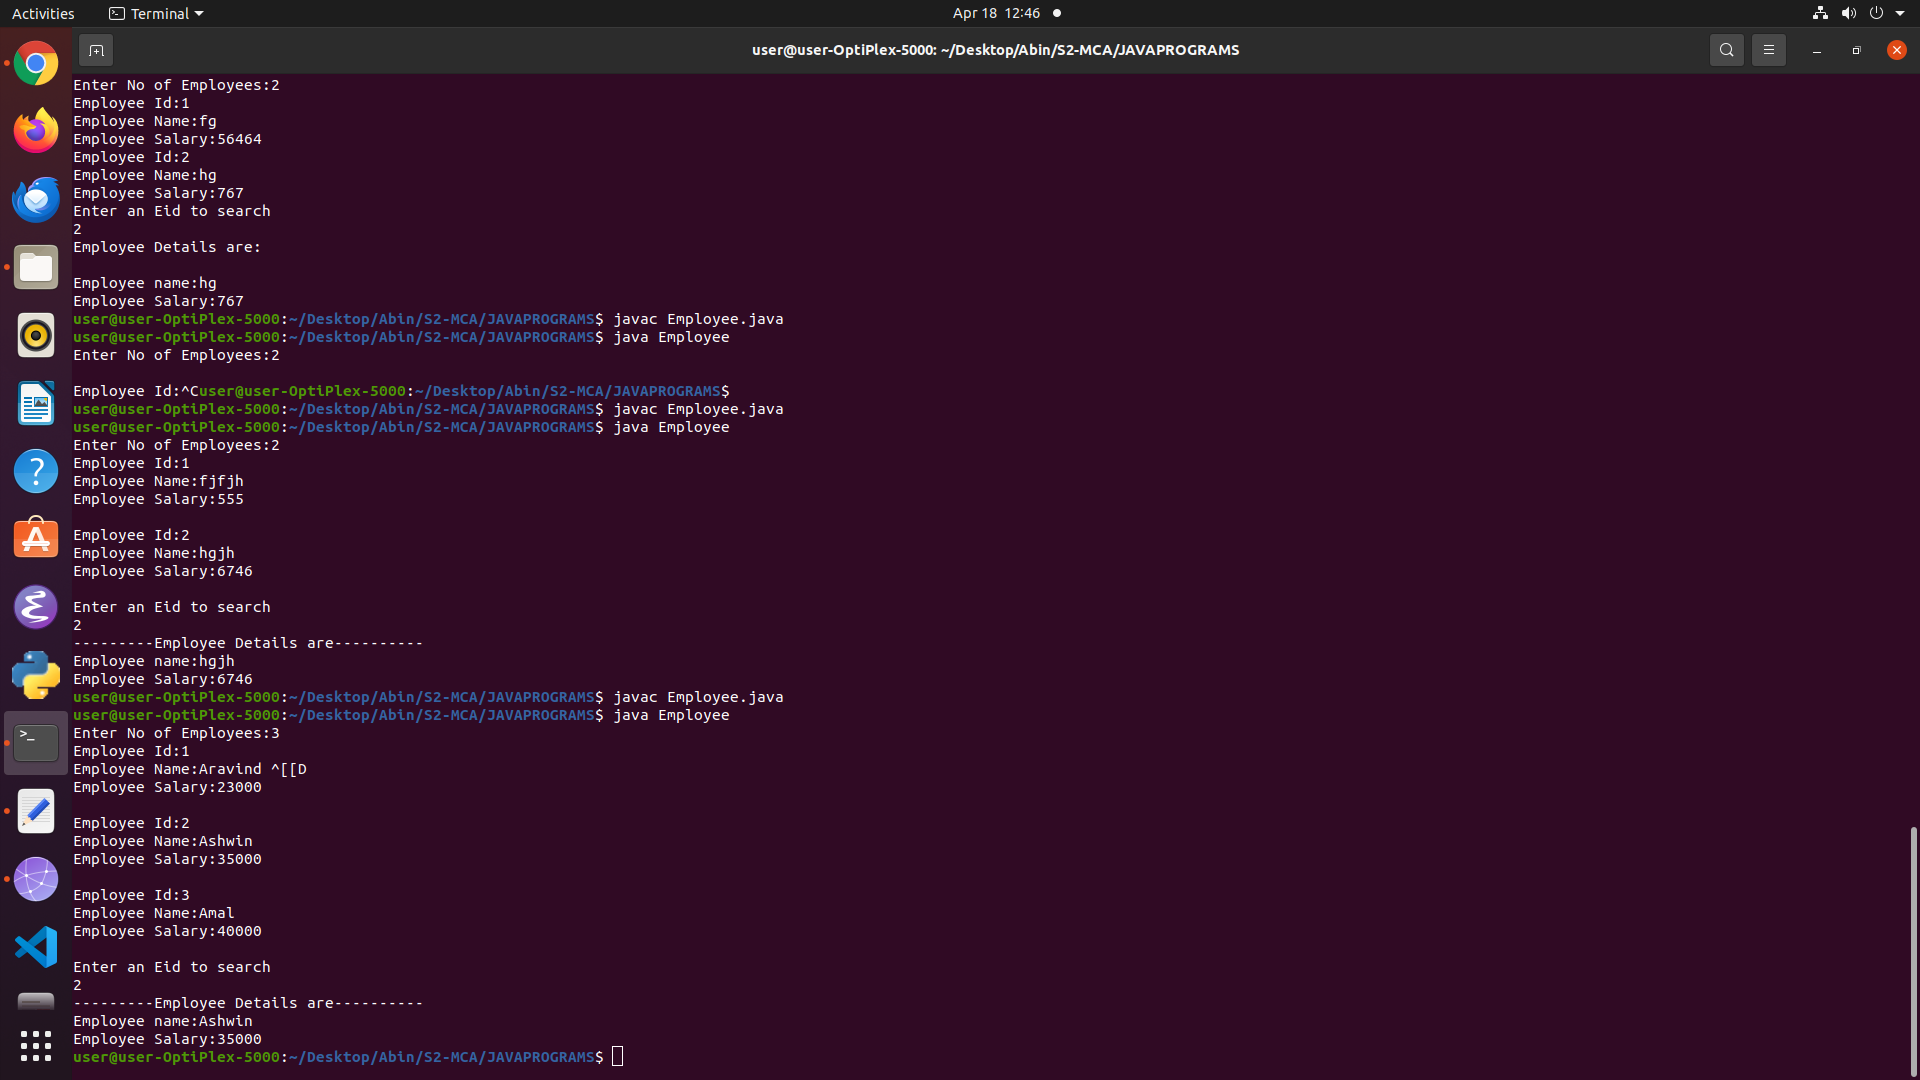 Activities
Terminal
Apr 18 12:46
user@user-OptiPlex-5000: ~/Desktop/Abin/S2-MCA/JAVAPROGRAMS
Enter No of Employees:2
Employee Id:1
Employee Name:fg
Employee Salary:56464
Employee Id:2
Employee Name:hg
Employee Salary:767
Enter an Eid to search
2
Employee Details are:
Employee name:hg
Employee Salary:767
user@user-OptiPlex-5000:~/Desktop/Abin/S2-MCA/JAVAPROGRAMS$ javac Employee.java
user@user-OptiPlex-5000:~/Desktop/Abin/S2-MCA/JAVAPROGRAMS$ java Employee
Enter No of Employees:2
Employee Id:^Cuser@user-OptiPlex-5000:~/Desktop/Abin/S2-MCA/JAVAPROGRAMS$
user@user-OptiPlex-5000:~/Desktop/Abin/S2-MCA/JAVAPROGRAMS$ javac Employee.java
user@user-OptiPlex-5000:~/Desktop/Abin/S2-MCA/JAVAPROGRAMS$ java Employee
Enter No of Employees:2
Employee Id:1
Employee Name:fjfjh
Employee Salary:555
Employee Id:2
Employee Name:hgjh
Employee Salary:6746
Enter an Eid to search
2
---------Employee Details are----------
Employee name:hgjh
Employee Salary:6746
user@user-OptiPlex-5000:~/Desktop/Abin/S2-MCA/JAVAPROGRAMS$ javac Employee.java
user@user-OptiPlex-5000:~/Desktop/Abin/S2-MCA/JAVAPROGRAMS$ java Employee
Enter No of Employees:3
Employee Id:1
Employee Name:Aravind ^[[D
Employee Salary:23000
Employee Id:2
Employee Name:Ashwin
Employee Salary:35000
Employee Id:3
Employee Name:Amal
Employee Salary:40000
Enter an Eid to search
2
---------Employee Details are----------
Employee name:Ashwin
Employee Salary:35000
user@user-OptiPlex-5000:~/Desktop/Abin/S2-MCA/JAVAPROGRAMS$